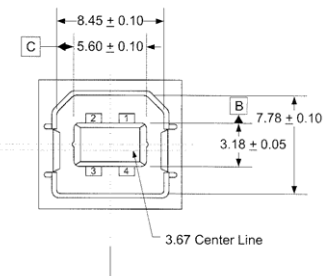 8.45 ± 0.10
C
5.60 ± 0.10
B
7.78 ± 0.10
3.18 ± 0.05
2 1
3 4
3.67 Center Line